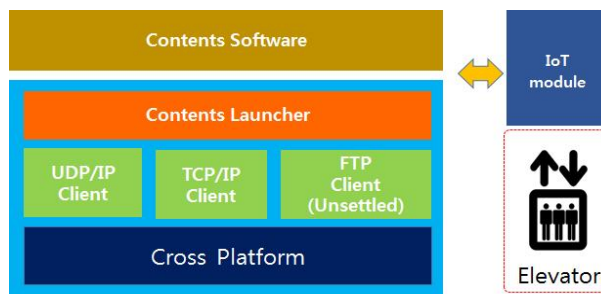 Contents Software
IoT
module
Contents Launcher
UDP/IP
Client
TCP/IP
Client
FTP
Client
(Unsettled)
Cross Platform
Elevator